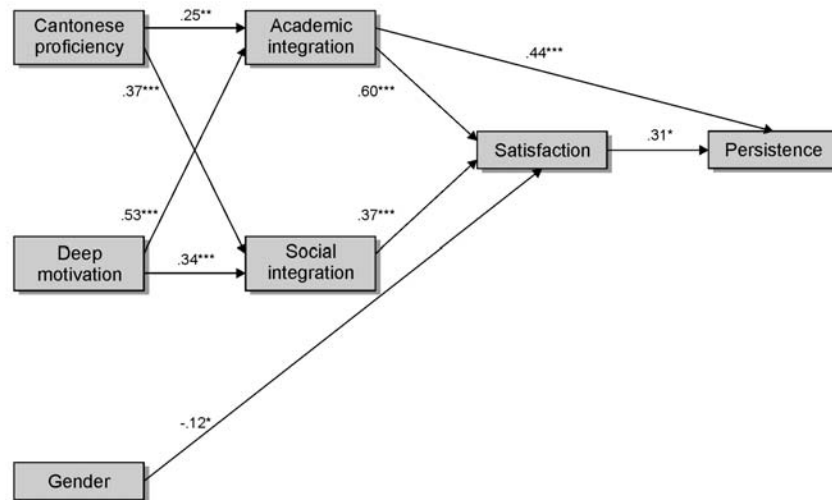 Cantonese
proficiency
.25**
Academic
integration
.37***
.60***
.44***
Satisfaction
.31*
Persistence
.53***
.37***
Deep
motivation
.34***
Social
integration
-.12*
Gender